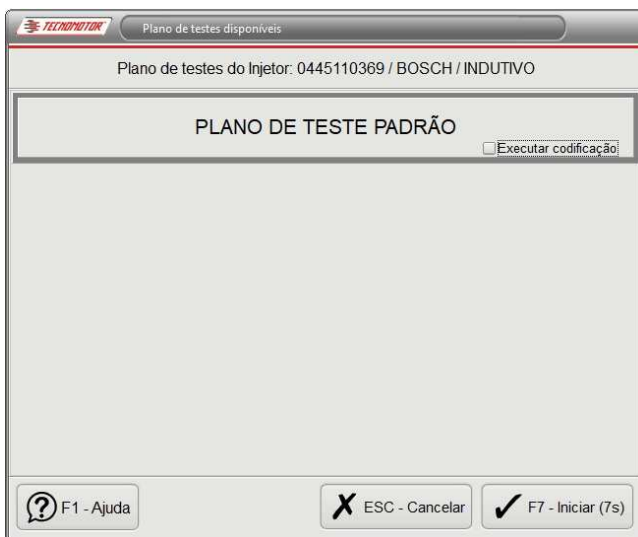 TECNOMOTOR
Plano de testes disponíveis
Plano de testes do Injetor: 0445110369 / BOSCH / INDUTIVO
PLANO DE TESTE PADRÃO
Executar codificação
F1 - Ajuda
ESC - Cancelar
F7 - Iniciar (7s)